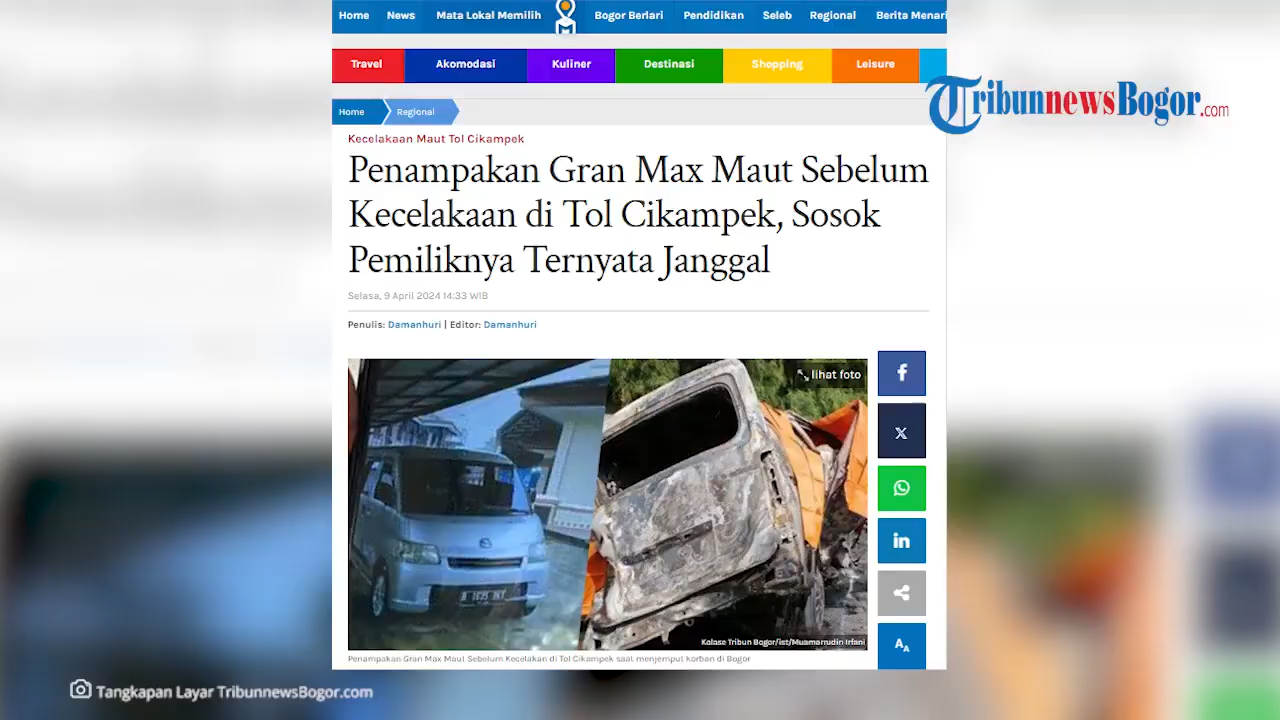 Home News Mata Lokal Memilih Bogor Berlari Pendidikan Seleb Regional Berita Menari
Travel Akomodasi Kuliner Destinasi Shopping Leisure
TribunnewsBogor.com
Home Regional
Kecelakaan Maut Tol Cikampek
Penampakan Gran Max Maut Sebelum
Kecelakaan di Tol Cikampek, Sosok
Pemiliknya Ternyata Janggal
Selasa, 9 April 2024 14:33 WIB
Penulis: Damanhuri | Editor: Damanhuri
lihat foto
Kolase Tribun Bogor/ist/Muamarrudin Irfani
Penampakan Gran Max Maut Sebelum Kecelakaan di Tol Cikampek saat menjemput korban di Bogor
A A
Tangkapan Layar TribunnewsBogor.com